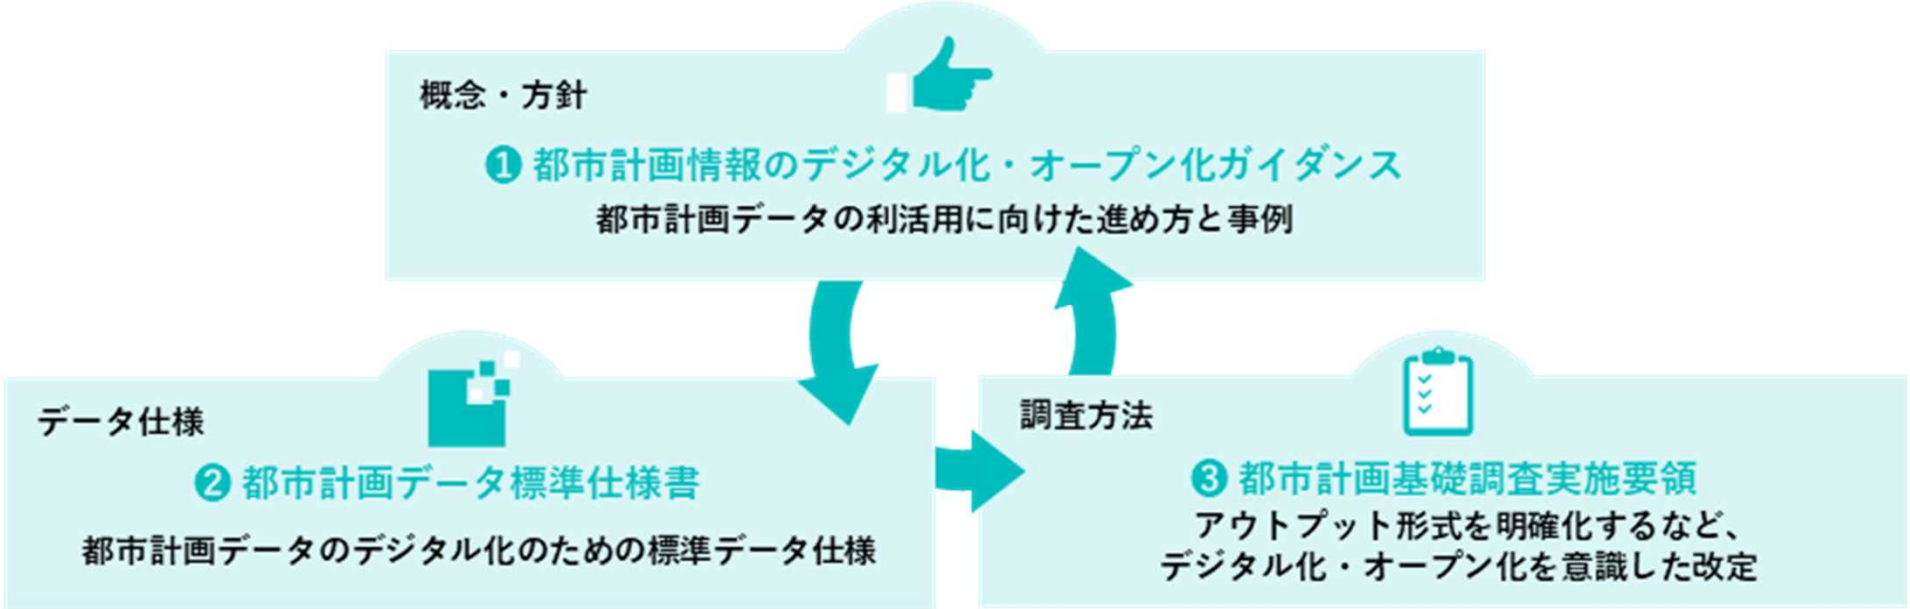 概念・方針
❶ 都市計画情報のデジタル化・オープン化ガイダンス
都市計画データの利活用に向けた進め方と事例
データ仕様
❷ 都市計画データ標準仕様書
都市計画データのデジタル化のための標準データ仕様
調査方法
❸ 都市計画基礎調査実施要領
アウトプット形式を明確化するなど、
デジタル化・オープン化を意識した改定